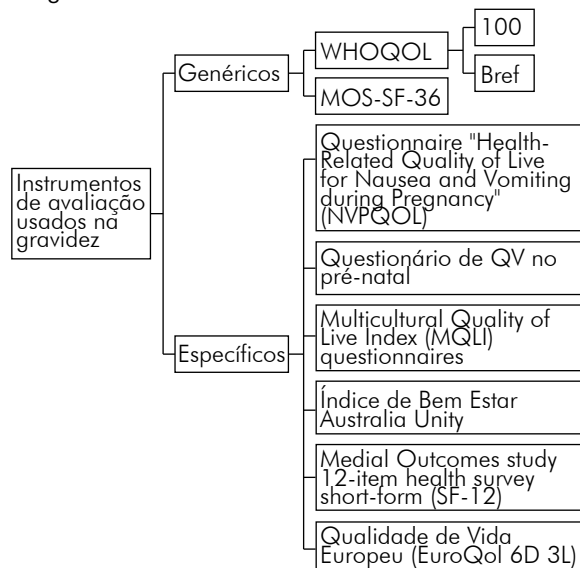 Instrumentos
de avaliação
usados na
gravidez
Genéricos
WHOQOL
100
Bref
MOS-SF-36
Específicos
Questionnaire "Health-
Related Quality of Live
for Nausea and Vomiting
during Pregnancy"
(NVPQOL)
Questionário de QV no
pré-natal
Multicultural Quality of
Live Index (MQLI)
questionnaires
Índice de Bem Estar
Australia Unity
Medial Outcomes study
12-item health survey
short-form (SF-12)
Qualidade de Vida
Europeu (EuroQol 6D 3L)